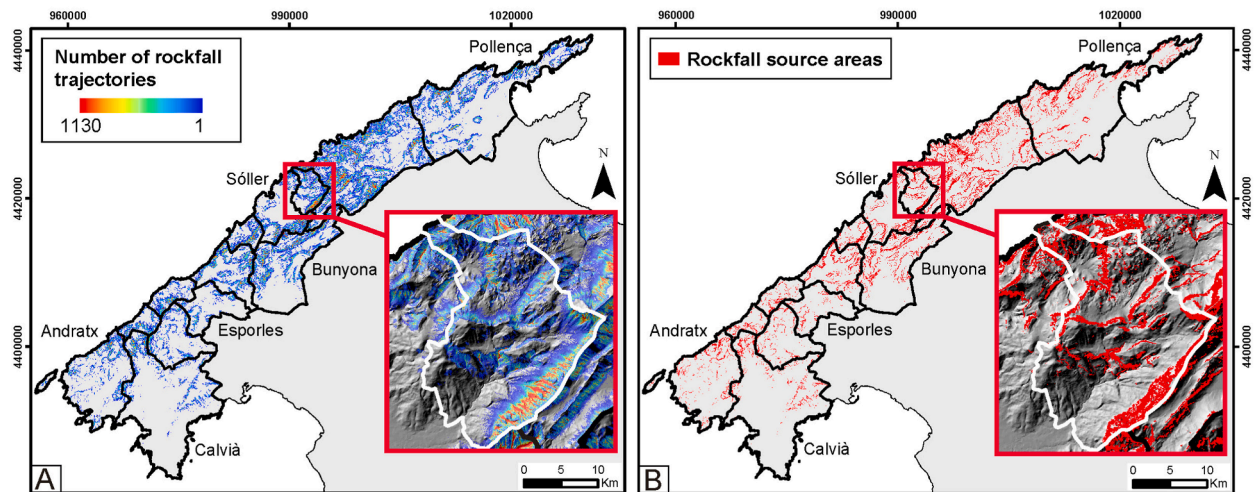 960000 990000 1020000
Number of rockfall
trajectories
1130 1
Pollença
Sóller
Bunyona
Esporles
Andratx
Calvià
N
4440000
4420000
4400000
A
0 5 10
Km
960000 990000 1020000
Rockfall source areas
Pollença
Sóller
Bunyona
Esporles
Andratx
Calvià
N
4440000
4420000
4400000
B
0 5 10
Km